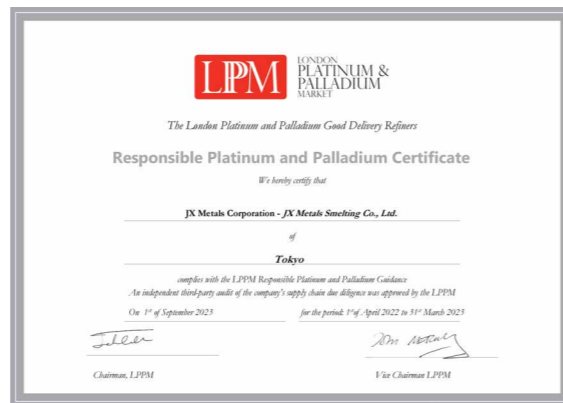 LPPM
LONDON
PLATINUM &
PALLADIUM
MARKET
The London Platinum and Palladium Good Delivery Refiners
Responsible Platinum and Palladium Certificate
We hereby certify that
JX Metals Corporation - JX Metals Smelting Co., Ltd.
of
Tokyo
complies with the LPPM Responsible Platinum and Palladium Guidance
An independent third-party audit of the company's supply chain due diligence was approved by the LPPM
On 1st of September 2023 for the period: 1st of April 2022 to 31st March 2023
Chairman, LPPM Vice Chairman LPPM